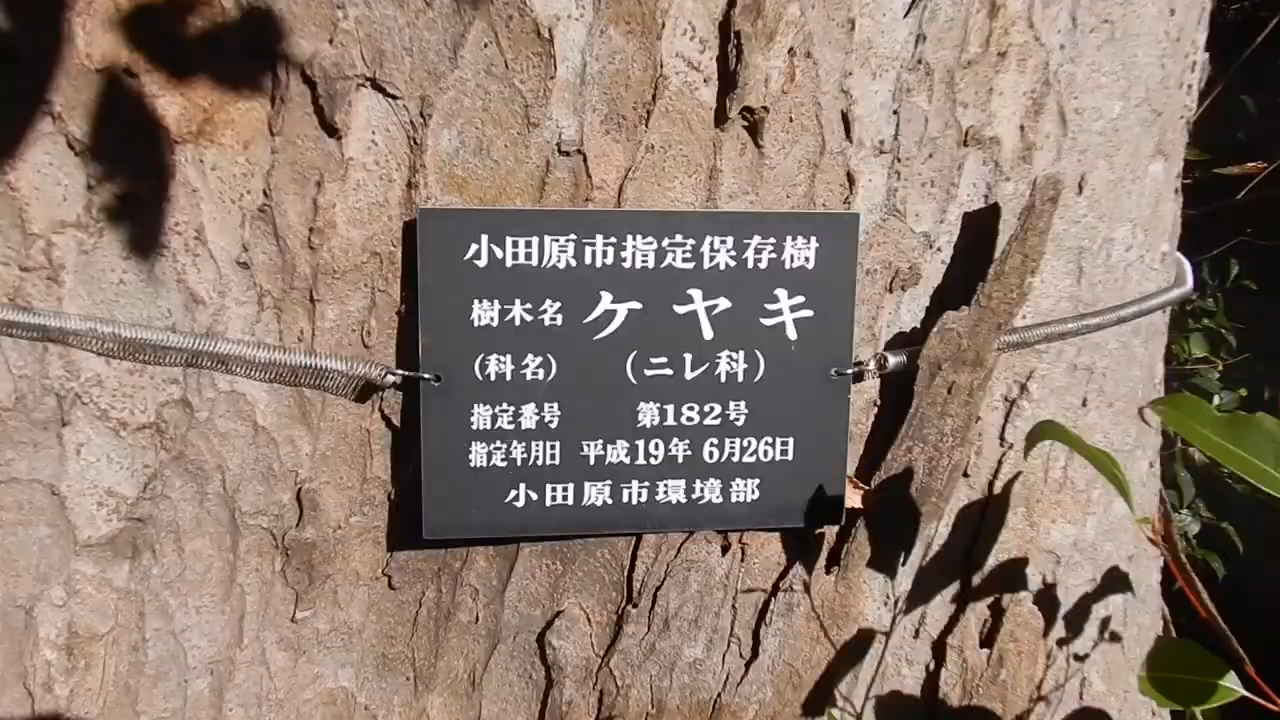 小田原市指定保存樹
樹木名 ケヤキ
(科名) (ニレ科)
指定番号 第182号
指定年月日 平成19年 6月26日
小田原市環境部